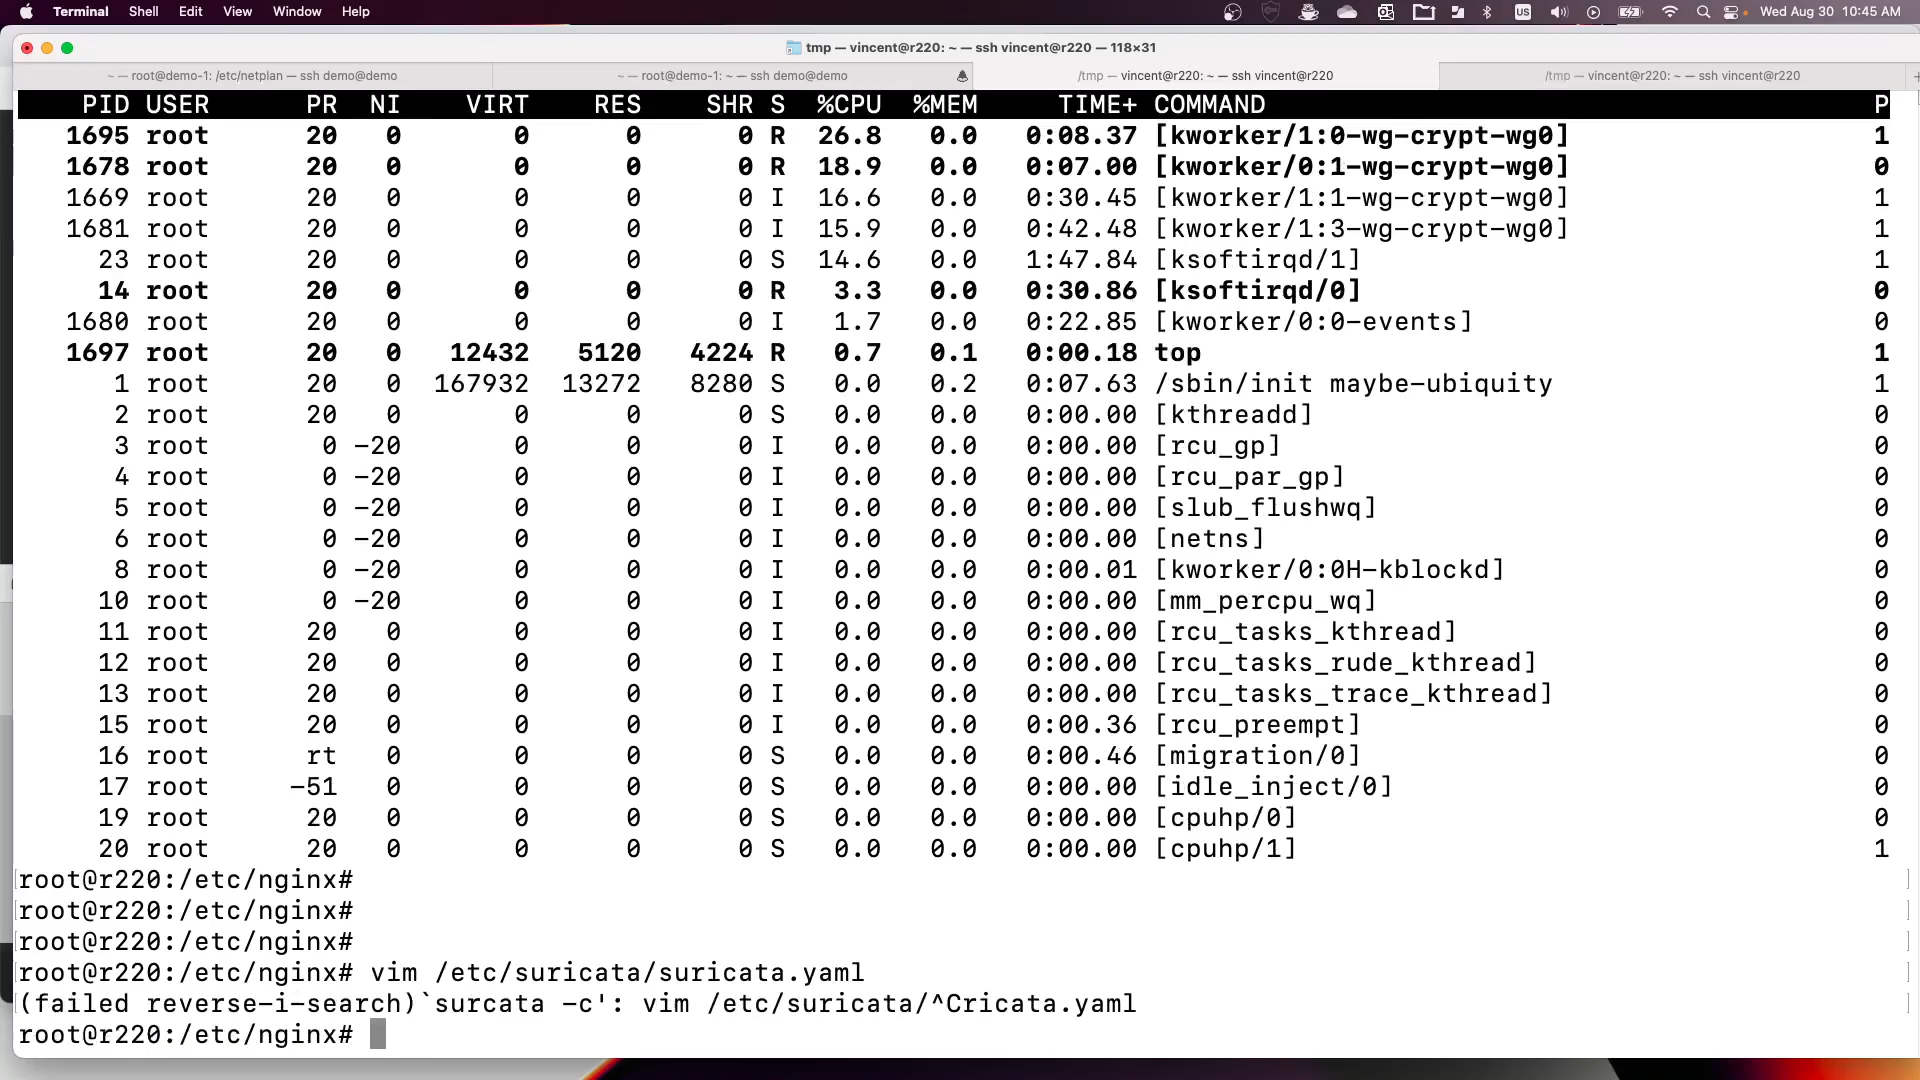 Terminal Shell Edit View Window Help US Wed Aug 30 10:45 AM
tmp — vincent@r220: ~ — ssh vincent@r220 — 118×31
~ — root@demo-1: /etc/netplan — ssh demo@demo ~ — root@demo-1: ~ — ssh demo@demo /tmp — vincent@r220: ~ — ssh vincent@r220 /tmp — vincent@r220: ~ — ssh vincent@r220
PID USER PR NI VIRT RES SHR S %CPU %MEM TIME+ COMMAND P
1695 root 20 0 0 0 0 R 26.8 0.0 0:08.37 [kworker/1:0-wg-crypt-wg0] 1
1678 root 20 0 0 0 0 R 18.9 0.0 0:07.00 [kworker/0:1-wg-crypt-wg0] 0
1669 root 20 0 0 0 0 I 16.6 0.0 0:30.45 [kworker/1:1-wg-crypt-wg0] 1
1681 root 20 0 0 0 0 I 15.9 0.0 0:42.48 [kworker/1:3-wg-crypt-wg0] 1
23 root 20 0 0 0 0 S 14.6 0.0 1:47.84 [ksoftirqd/1] 1
14 root 20 0 0 0 0 R 3.3 0.0 0:30.86 [ksoftirqd/0] 0
1680 root 20 0 0 0 0 I 1.7 0.0 0:22.85 [kworker/0:0-events] 0
1697 root 20 0 12432 5120 4224 R 0.7 0.1 0:00.18 top 1
1 root 20 0 167932 13272 8280 S 0.0 0.2 0:07.63 /sbin/init maybe-ubiquity 1
2 root 20 0 0 0 0 S 0.0 0.0 0:00.00 [kthreadd] 0
3 root 0 -20 0 0 0 I 0.0 0.0 0:00.00 [rcu_gp] 0
4 root 0 -20 0 0 0 I 0.0 0.0 0:00.00 [rcu_par_gp] 0
5 root 0 -20 0 0 0 I 0.0 0.0 0:00.00 [slub_flushwq] 0
6 root 0 -20 0 0 0 I 0.0 0.0 0:00.00 [netns] 0
8 root 0 -20 0 0 0 I 0.0 0.0 0:00.01 [kworker/0:0H-kblockd] 0
10 root 0 -20 0 0 0 I 0.0 0.0 0:00.00 [mm_percpu_wq] 0
11 root 20 0 0 0 0 I 0.0 0.0 0:00.00 [rcu_tasks_kthread] 0
12 root 20 0 0 0 0 I 0.0 0.0 0:00.00 [rcu_tasks_rude_kthread] 0
13 root 20 0 0 0 0 I 0.0 0.0 0:00.00 [rcu_tasks_trace_kthread] 0
15 root 20 0 0 0 0 I 0.0 0.0 0:00.36 [rcu_preempt] 0
16 root rt 0 0 0 0 S 0.0 0.0 0:00.46 [migration/0] 0
17 root -51 0 0 0 0 S 0.0 0.0 0:00.00 [idle_inject/0] 0
19 root 20 0 0 0 0 S 0.0 0.0 0:00.00 [cpuhp/0] 0
20 root 20 0 0 0 0 S 0.0 0.0 0:00.00 [cpuhp/1] 1
root@r220:/etc/nginx#
root@r220:/etc/nginx#
root@r220:/etc/nginx#
root@r220:/etc/nginx# vim /etc/suricata/suricata.yaml
(failed reverse-i-search)`surcata -c': vim /etc/suricata/^Cricata.yaml
root@r220:/etc/nginx#